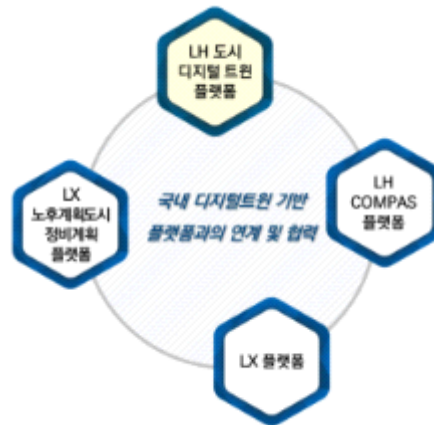 LH 도시
디지털 트윈
플랫폼
LX
노후계획도시
정비계획
플랫폼
국내 디지털트윈 기반
플랫폼과의 연계 및 협력
LH
COMPAS
플랫폼
LX 플랫폼